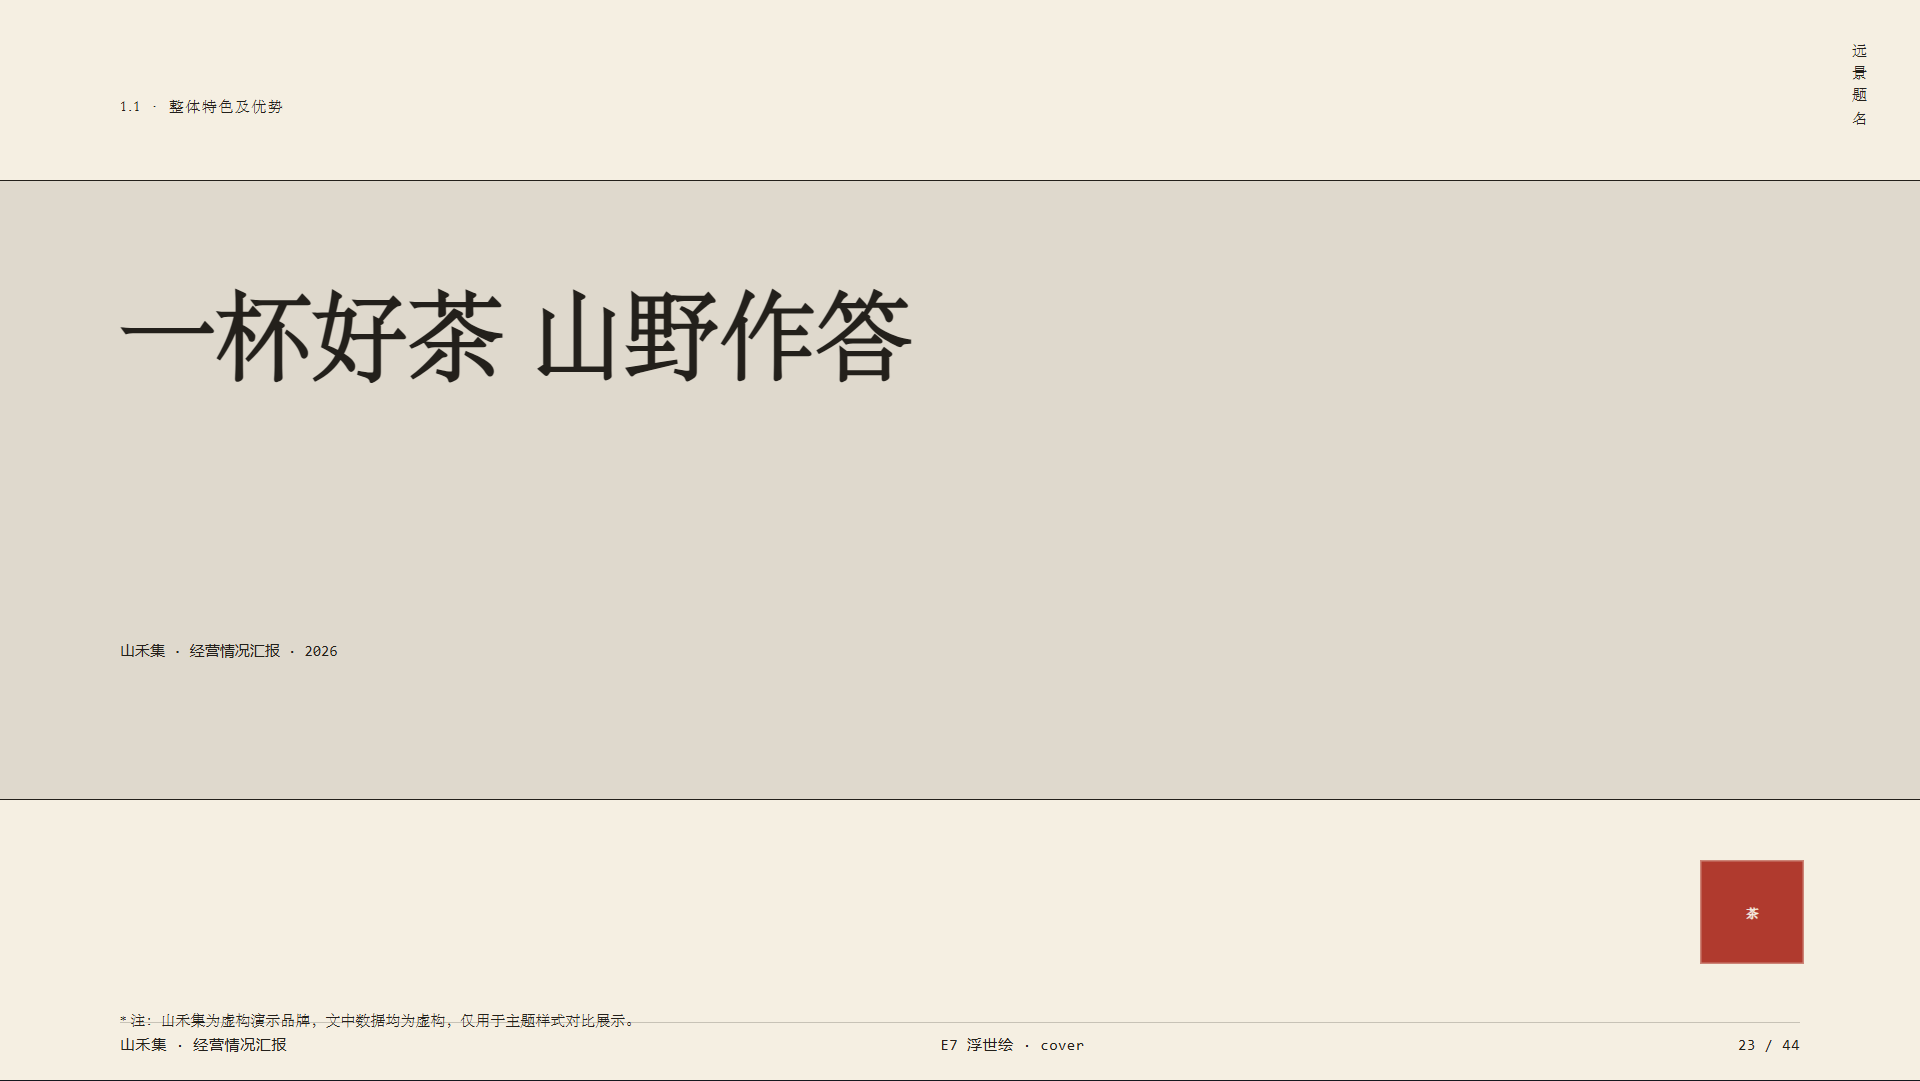 1.1 · 整体特色及优势
远景题名
一杯好茶 山野作答
山禾集 · 经营情况汇报 · 2026
茶
* 注：山禾集为虚构演示品牌，文中数据均为虚构，仅用于主题样式对比展示。
山禾集 · 经营情况汇报
E7 浮世绘 · cover
23 / 44